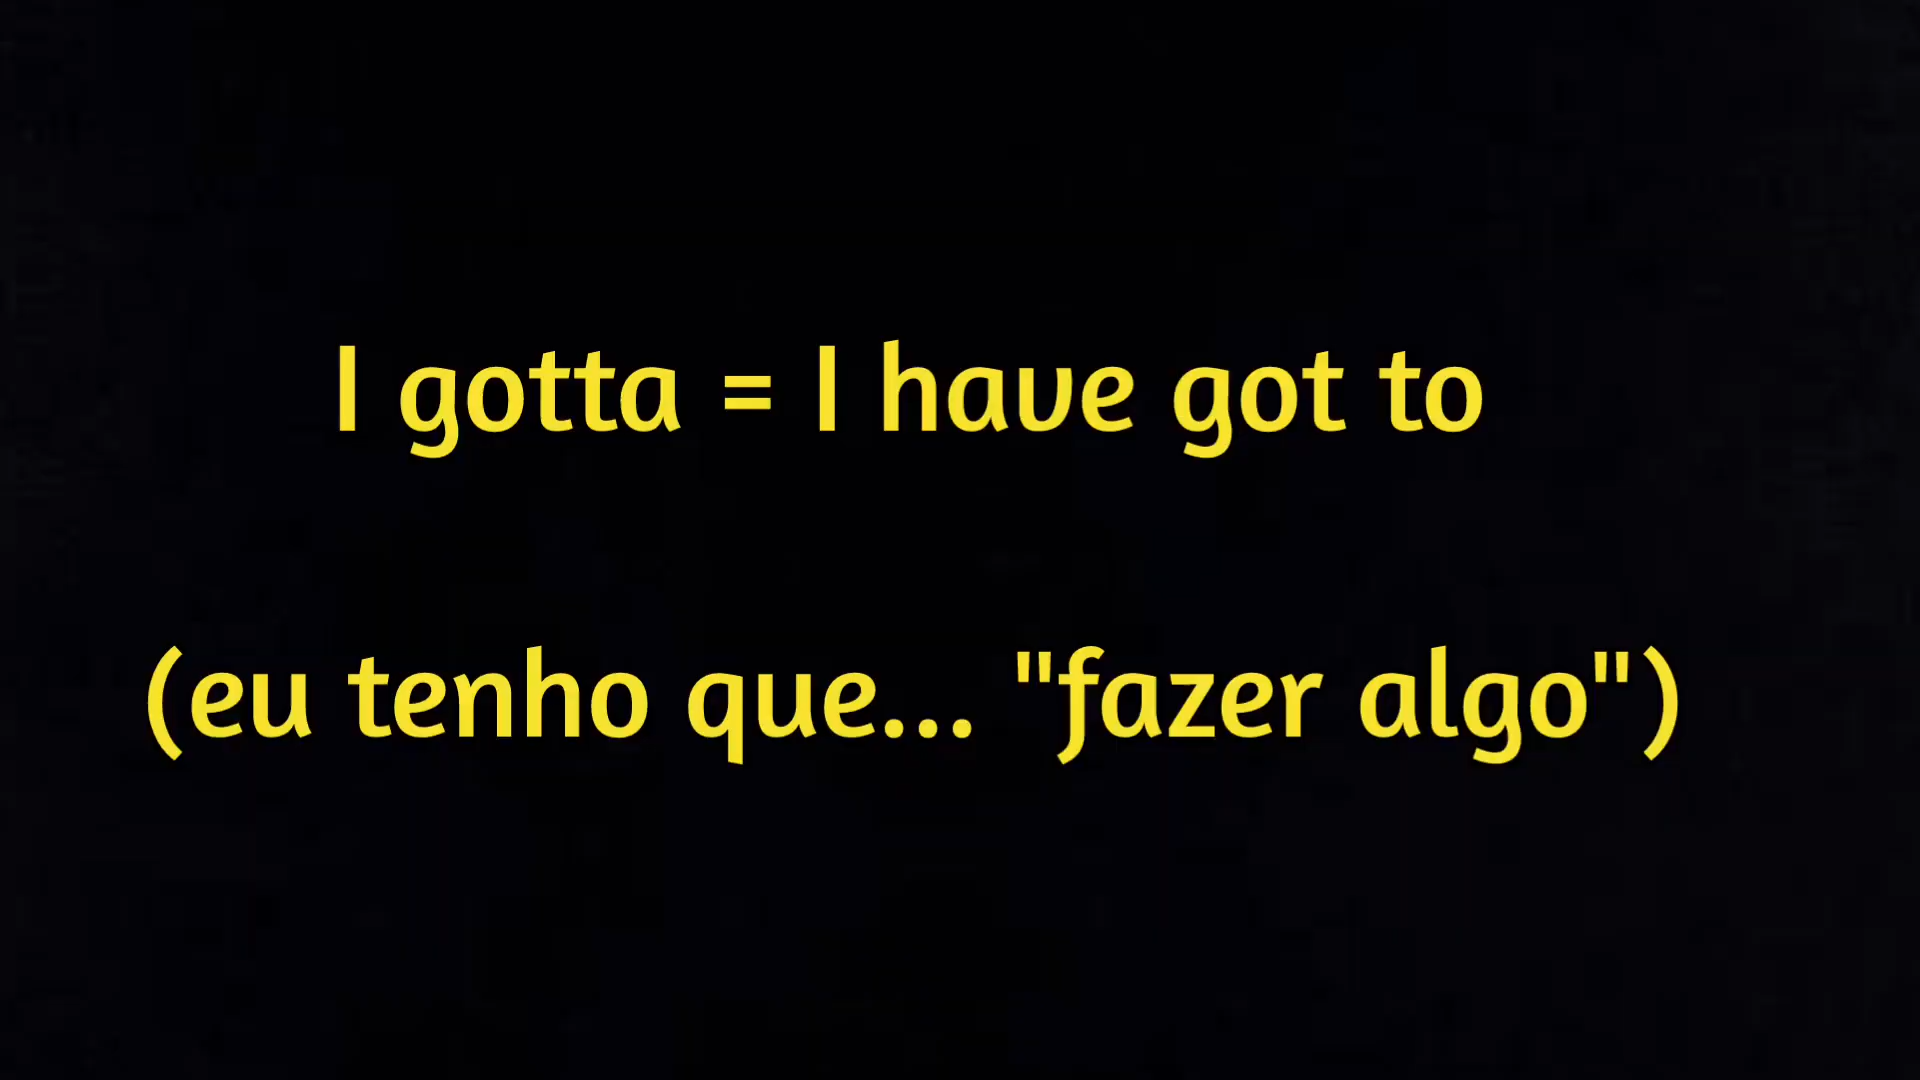 I gotta = I have got to
(eu tenho que... "fazer algo")